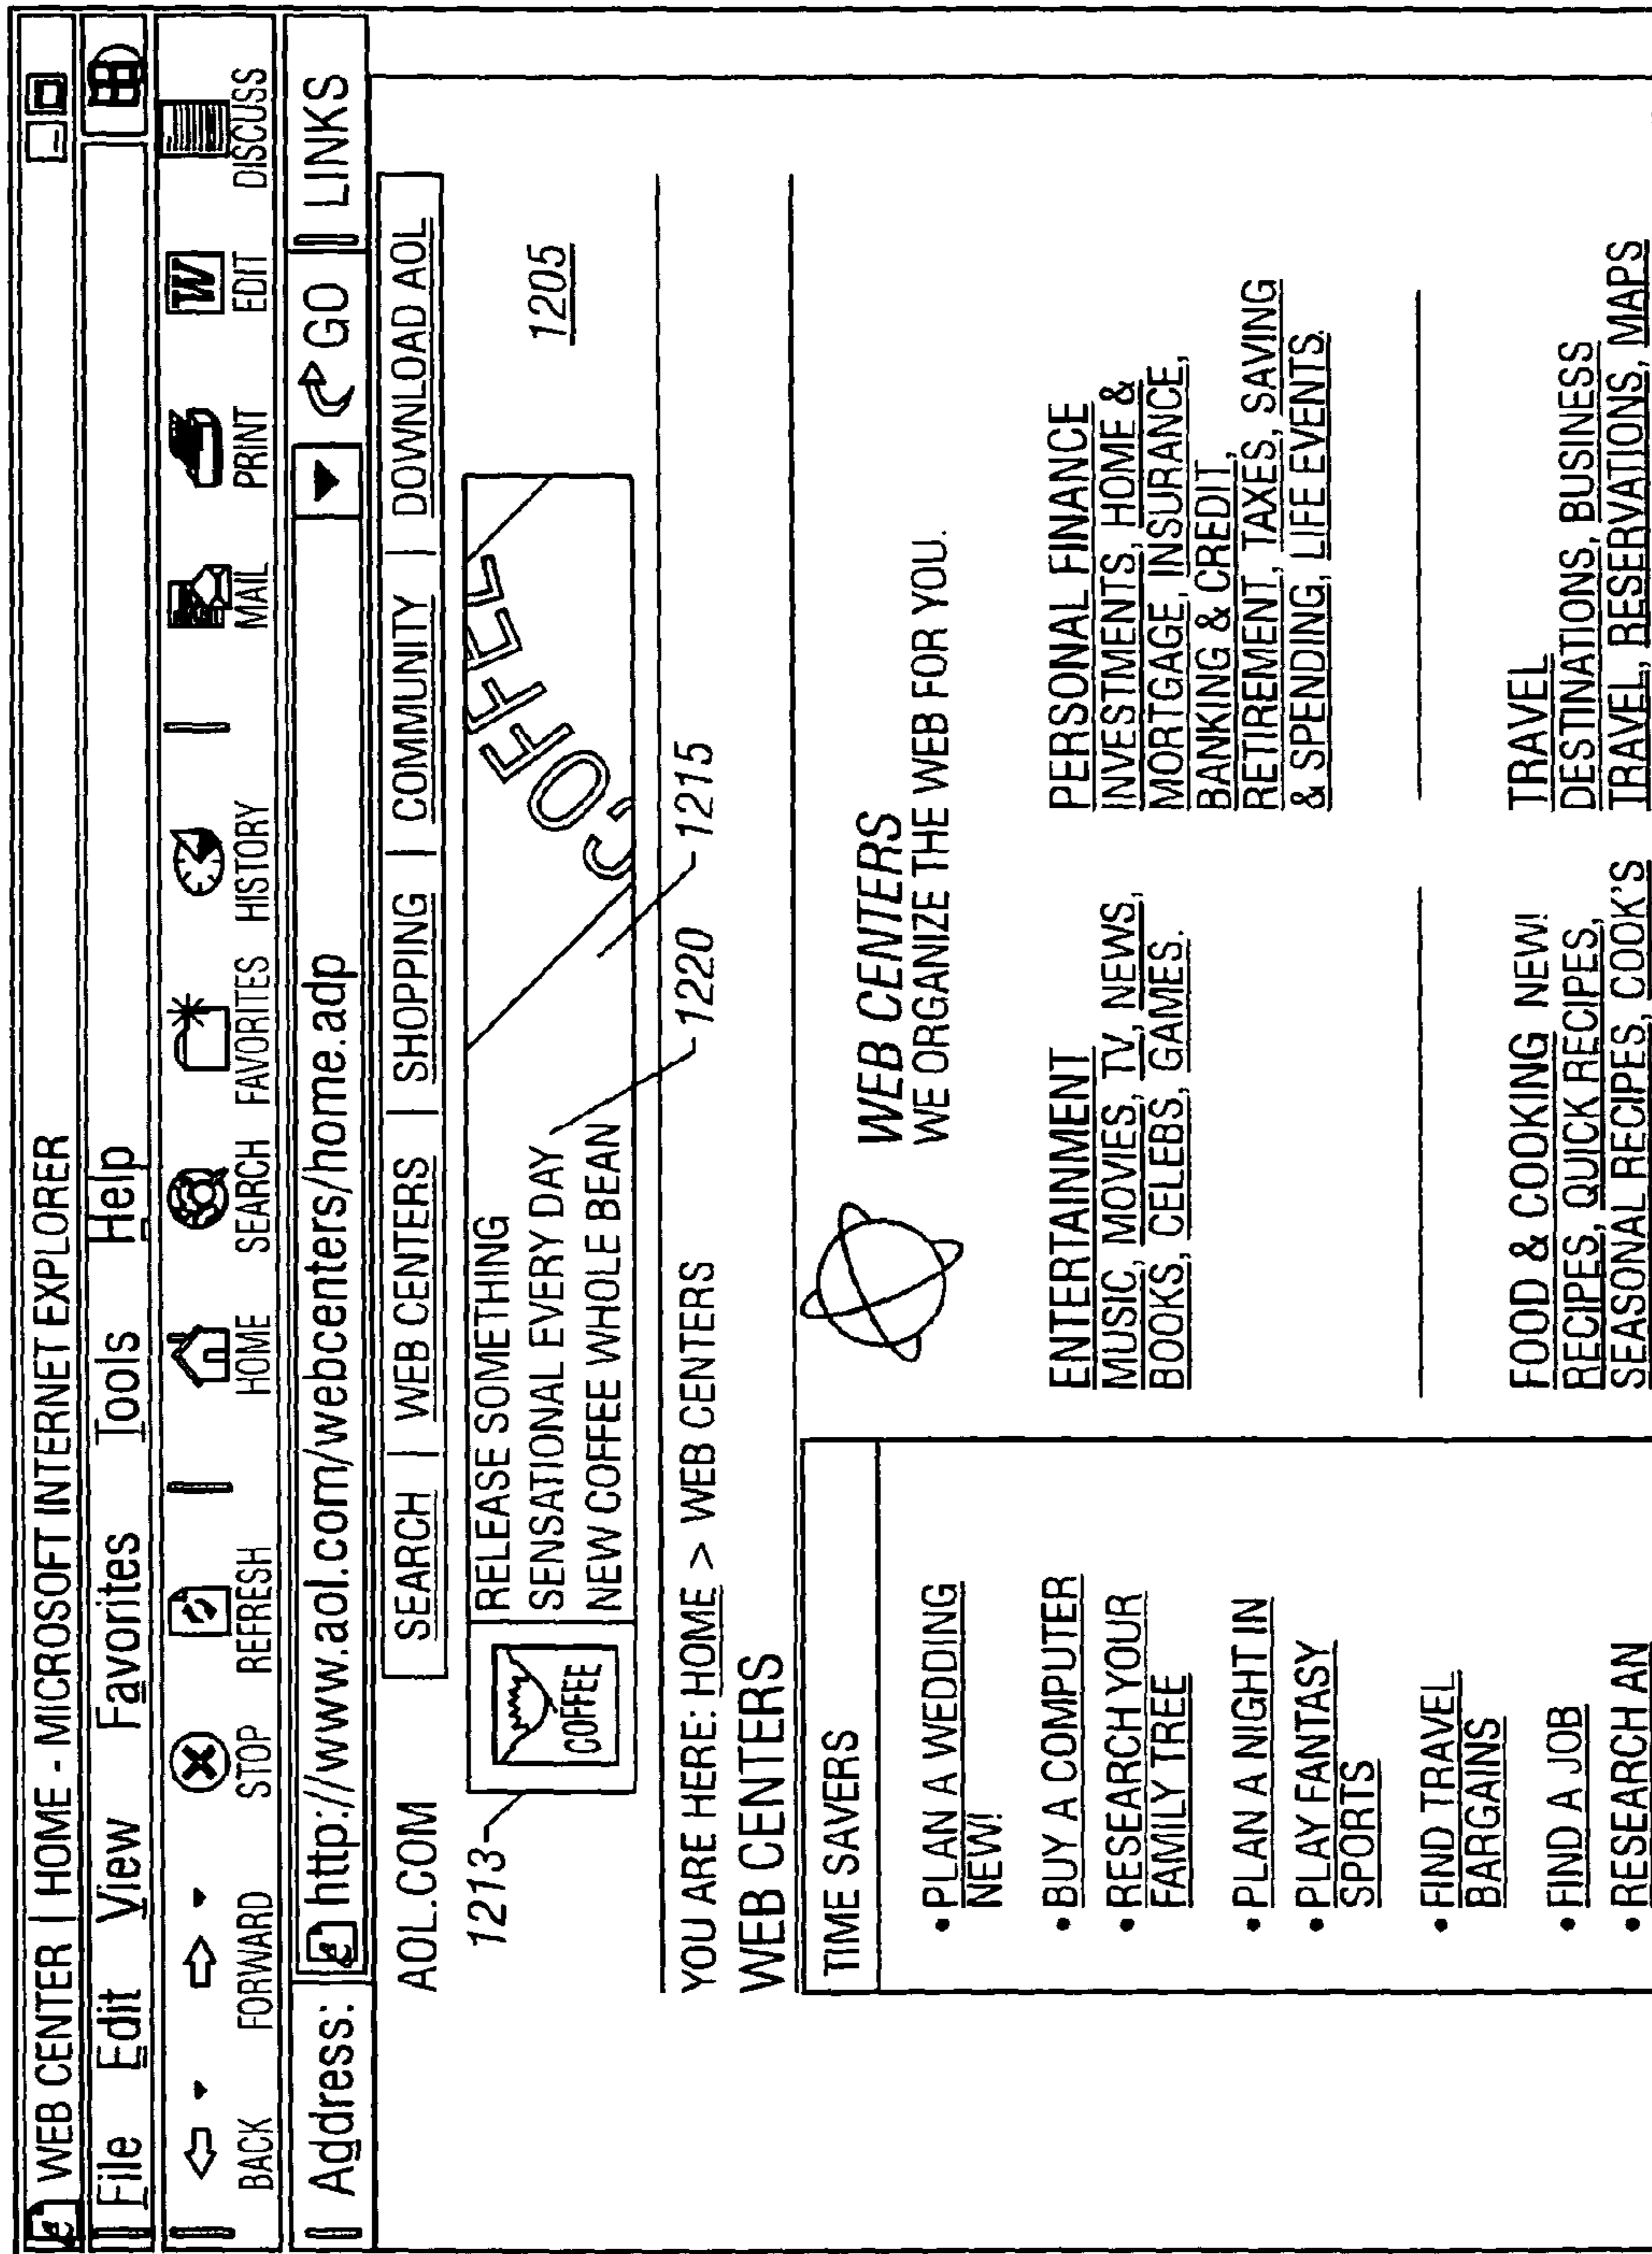 WEB CENTER | HOME - MICROSOFT INTERNET EXPLORER
File Edit View Favorites Tools Help
BACK FORWARD STOP REFRESH HOME SEARCH FAVORITES HISTORY MAIL PRINT EDIT DISCUSS
Address: http://www.aol.com/webcenters/home.adp GO LINKS
AOL.COM SEARCH | WEB CENTERS | SHOPPING | COMMUNITY | DOWNLOAD AOL
1213
COFFEE
RELEASE SOMETHING
SENSATIONAL EVERY DAY
NEW COFFEE WHOLE BEAN
COFFEE
1205
YOU ARE HERE: HOME > WEB CENTERS
1220
1215
WEB CENTERS
TIME SAVERS
• PLAN A WEDDING
NEW!
• BUY A COMPUTER
• RESEARCH YOUR
FAMILY TREE
• PLAN A NIGHT IN
• PLAY FANTASY
SPORTS
• FIND TRAVEL
BARGAINS
• FIND A JOB
• RESEARCH AN
WEB CENTERS
WE ORGANIZE THE WEB FOR YOU.
ENTERTAINMENT
MUSIC, MOVIES, TV, NEWS,
BOOKS, CELEBS, GAMES.
PERSONAL FINANCE
INVESTMENTS, HOME &
MORTGAGE, INSURANCE,
BANKING & CREDIT,
RETIREMENT, TAXES, SAVING
& SPENDING, LIFE EVENTS.
FOOD & COOKING NEW!
RECIPES, QUICK RECIPES,
SEASONAL RECIPES, COOK'S
TRAVEL
DESTINATIONS, BUSINESS
TRAVEL, RESERVATIONS, MAPS